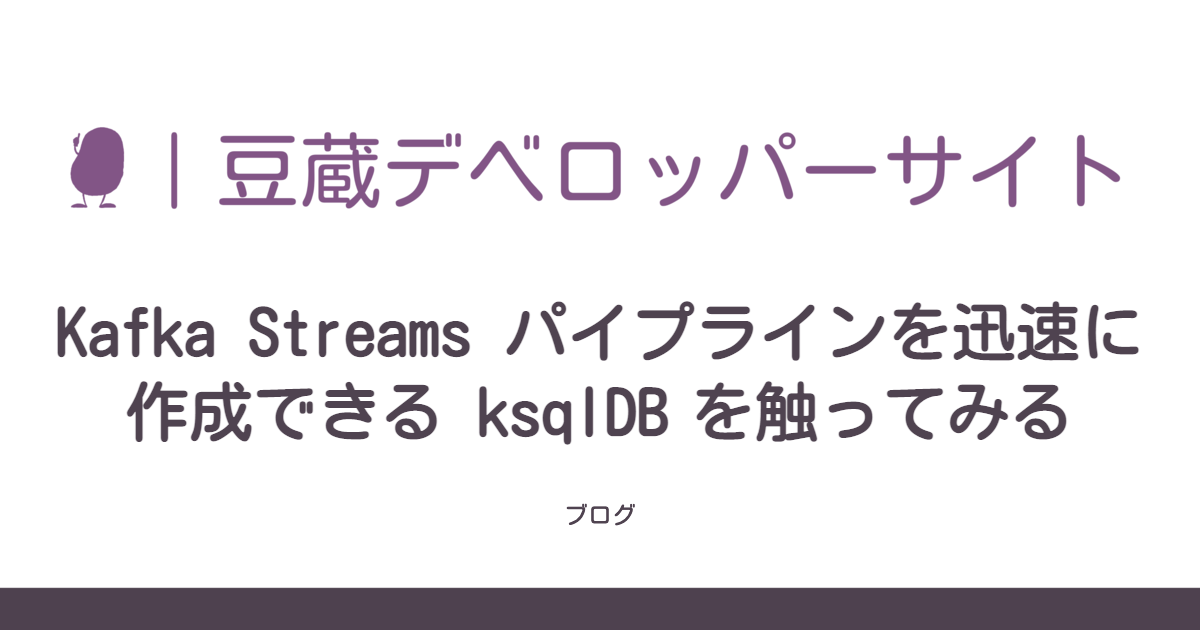 | 豆蔵デベロッパーサイト
Kafka Streams パイプラインを迅速に
作成できる ksqlDB を触ってみる
ブログ